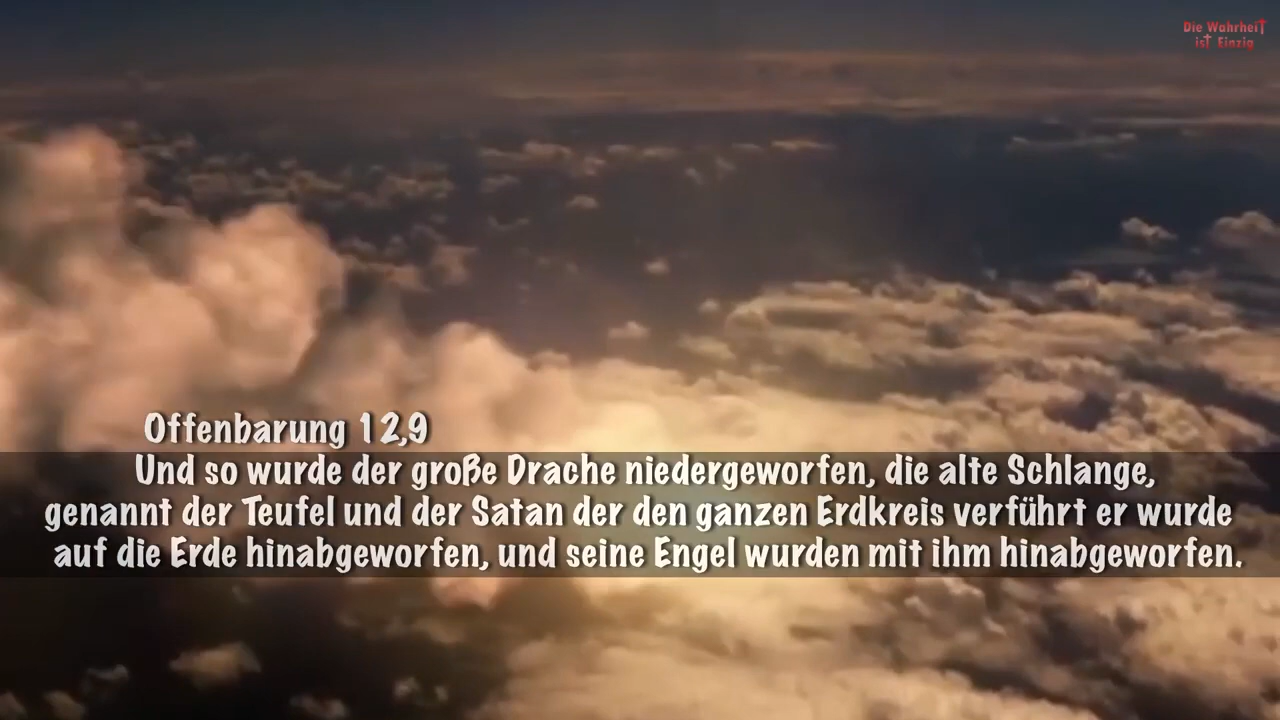 Die Wahrheit
ist Einzig
Offenbarung 12,9
Und so wurde der große Drache niedergeworfen, die alte Schlange,
genannt der Teufel und der Satan der den ganzen Erdkreis verführt er wurde
auf die Erde hinabgeworfen, und seine Engel wurden mit ihm hinabgeworfen.